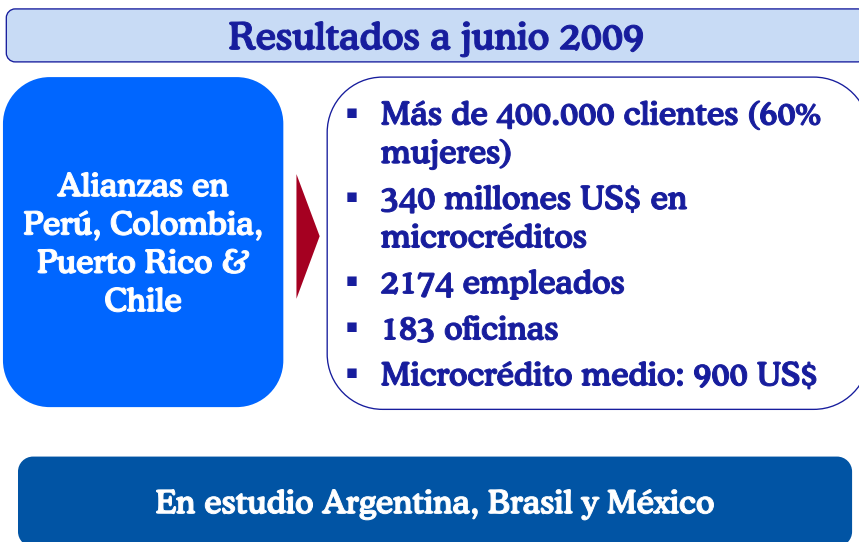 Resultados a junio 2009
Alianzas en
Perú, Colombia,
Puerto Rico &
Chile
▪ Más de 400.000 clientes (60%
mujeres)
▪ 340 millones US$ en
microcréditos
▪ 2174 empleados
▪ 183 oficinas
▪ Microcrédito medio: 900 US$
En estudio Argentina, Brasil y México